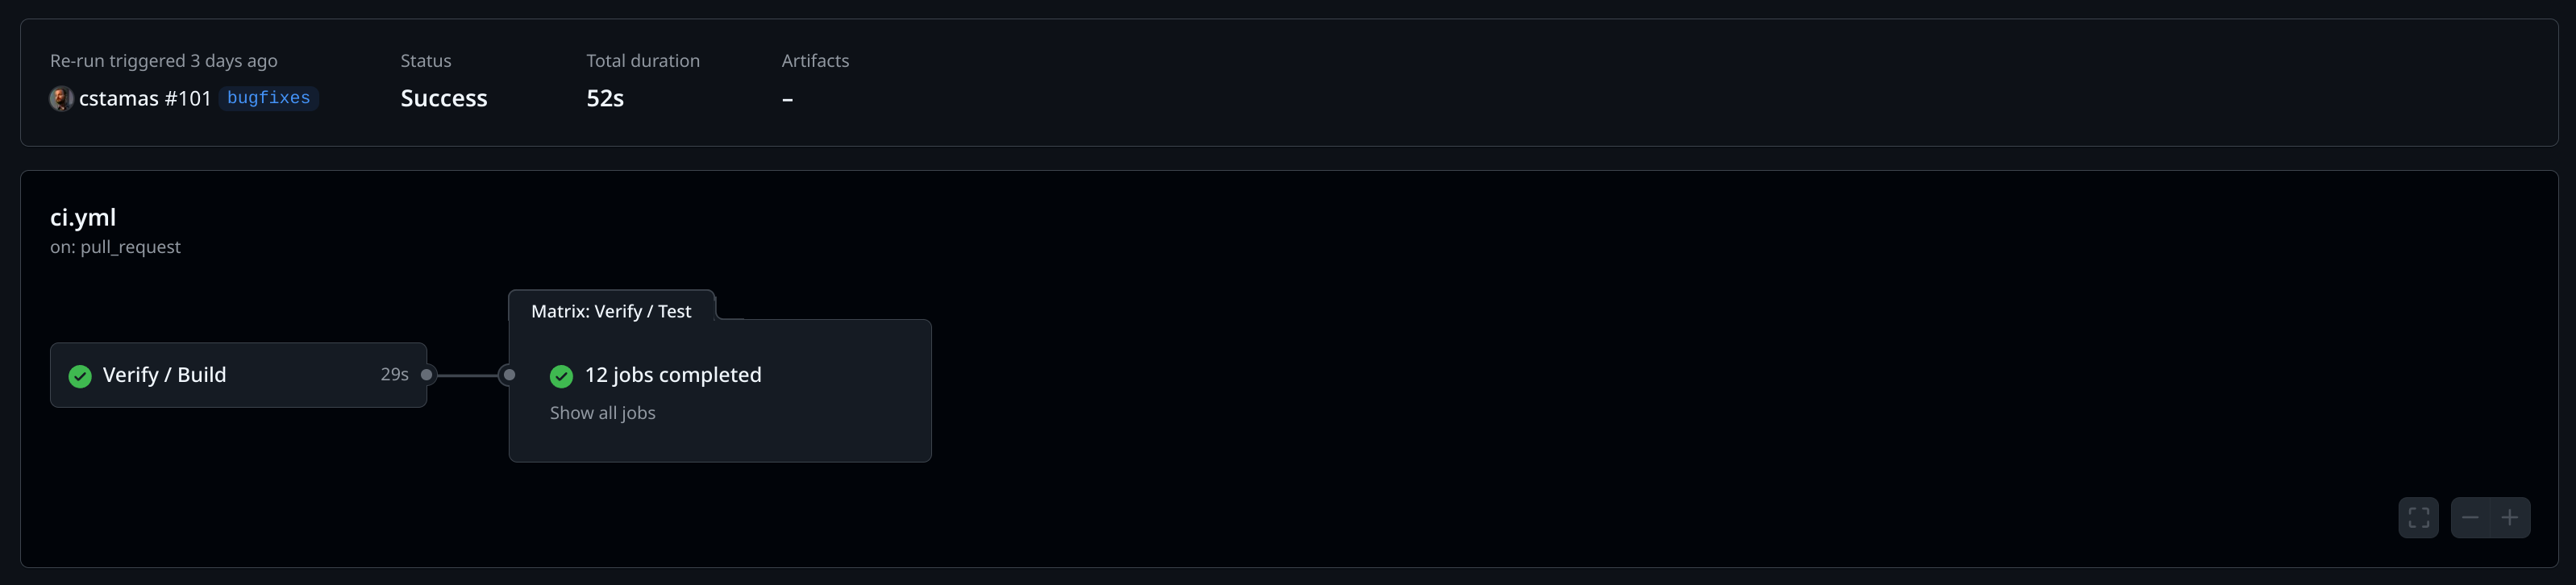 Re-run triggered 3 days ago
cstamas #101 bugfixes
Status
Success
Total duration
52s
Artifacts
–
ci.yml
on: pull_request
Verify / Build 29s
Matrix: Verify / Test
12 jobs completed
Show all jobs